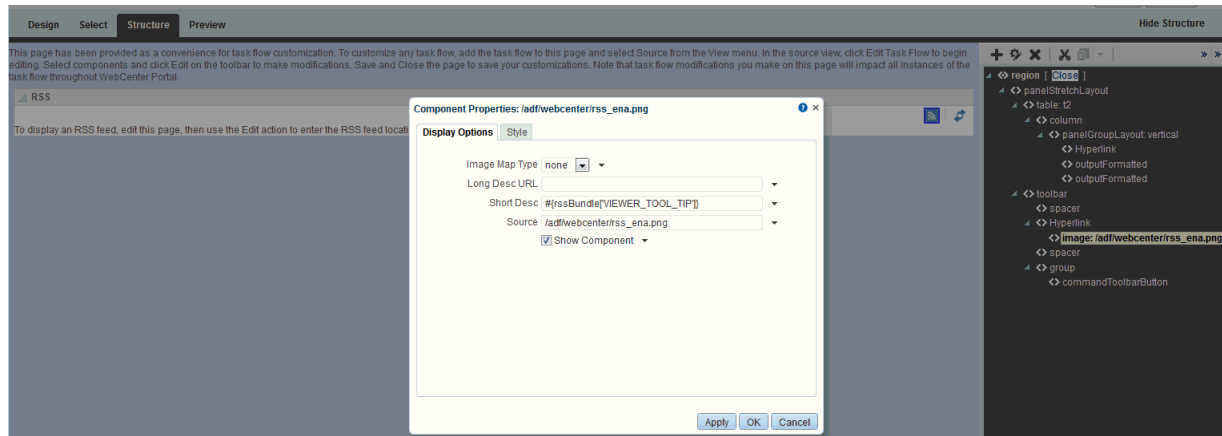 Design Select Structure Preview Hide Structure
This page has been provided as a convenience for task flow customization. To customize any task flow, add the task flow to this page and select Source from the View menu. In the source view, click Edit Task Flow to begin
editing. Select components and click Edit on the toolbar to make modifications. Save and Close the page to save your customizations. Note that task flow modifications you make on this page will impact all instances of the
task flow throughout WebCenter Portal.
RSS
To display an RSS feed, edit this page, then use the Edit action to enter the RSS feed locati
Component Properties: /adf/webcenter/rss_ena.png
Display Options Style
Image Map Type none
Long Desc URL
Short Desc #{rssBundle['VIEWER_TOOL_TIP']}
Source /adf/webcenter/rss_ena.png
Show Component
Apply OK Cancel
region [ Close ]
panelStretchLayout
table: t2
column
panelGroupLayout: vertical
Hyperlink
outputFormatted
outputFormatted
toolbar
spacer
Hyperlink
image: /adf/webcenter/rss_ena.png
spacer
group
commandToolbarButton